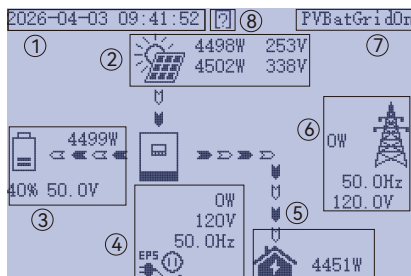 2026-04-03 09:41:52 [?] ⑧ PVBatGridOn
① ② 4498W 253V ⑦
4502W 338V
4499W
40% 50.0V
③
⑥
0W
50.0Hz
120.0V
④ 0W
120V
50.0Hz
EPS
⑤
4451W